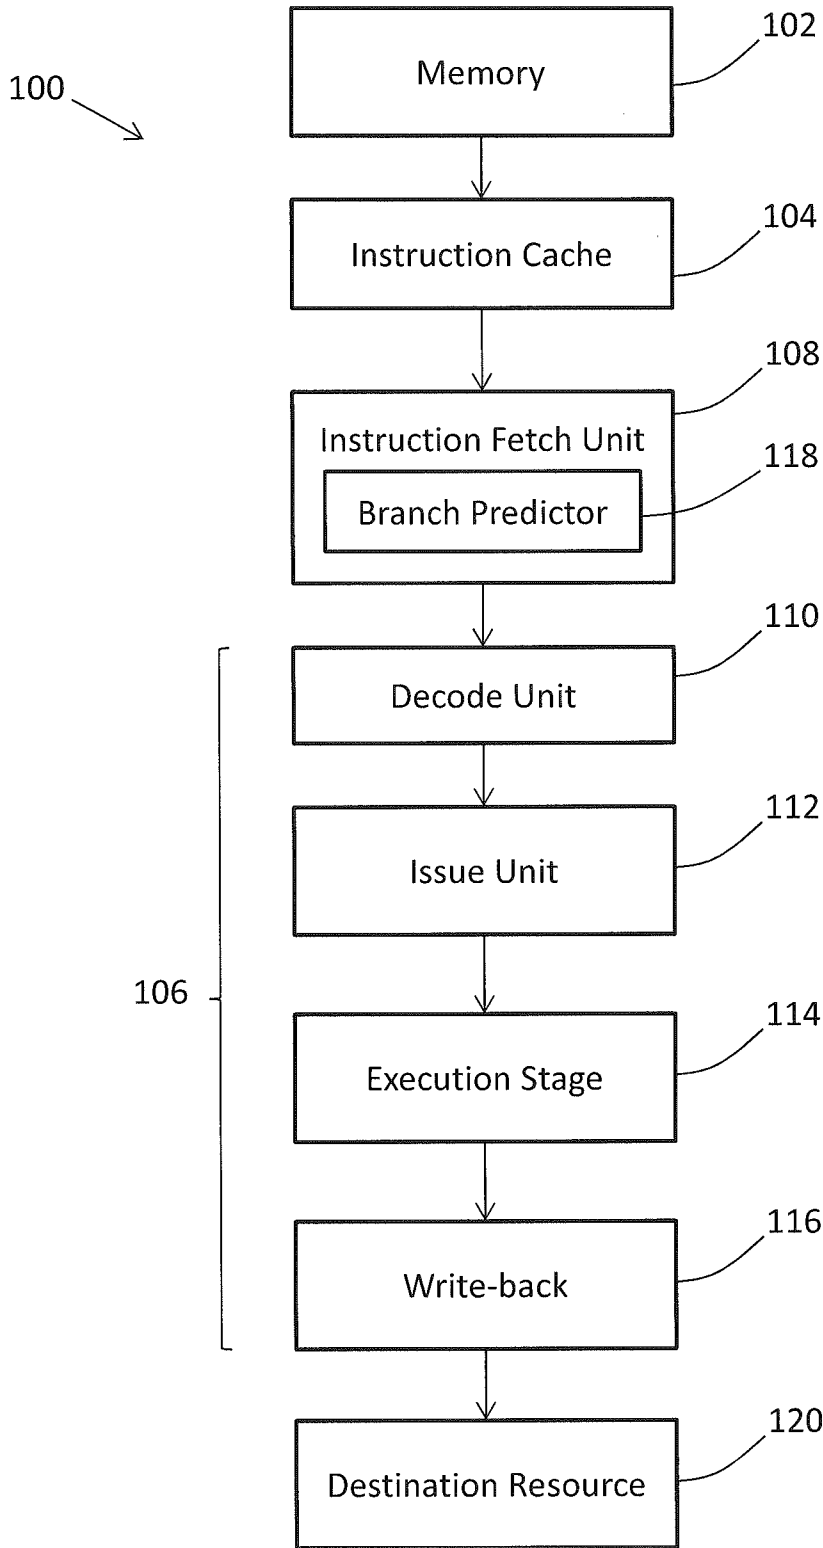 102
Memory
100
104
Instruction Cache
108
Instruction Fetch Unit
118
Branch Predictor
110
Decode Unit
112
Issue Unit
106
114
Execution Stage
116
Write-back
120
Destination Resource